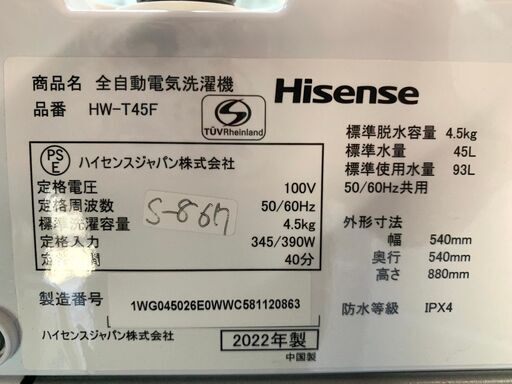 商品名 全自動電気洗濯機
品番 HW-T45F
S
TÜVRheinland
Hisense
PS
E
ハイセンスジャパン株式会社
定格電圧 100V
定格周波数 50/60Hz
標準洗濯容量 4.5kg
定格入力 345/390W
定 間 40分
S-867
製造番号 1WG045026E0WWC581120863
ハイセンスジャパン株式会社
2022年製
中国製
標準脱水容量 4.5kg
標準水量 45L
標準使用水量 93L
50/60Hz共用
外形寸法
幅 540mm
奥行 540mm
高さ 880mm
防水等級 IPX4